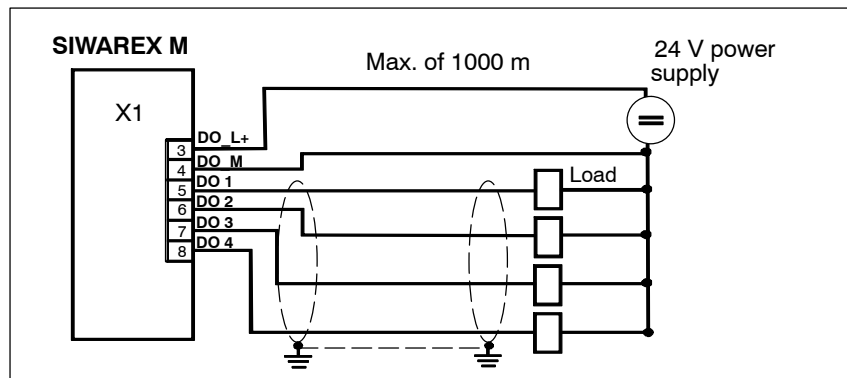 SIWAREX M
Max. of 1000 m
24 V power
supply
X1
DO_L+
3
DO_M
4
DO 1
5
Load
DO 2
6
DO 3
7
DO 4
8